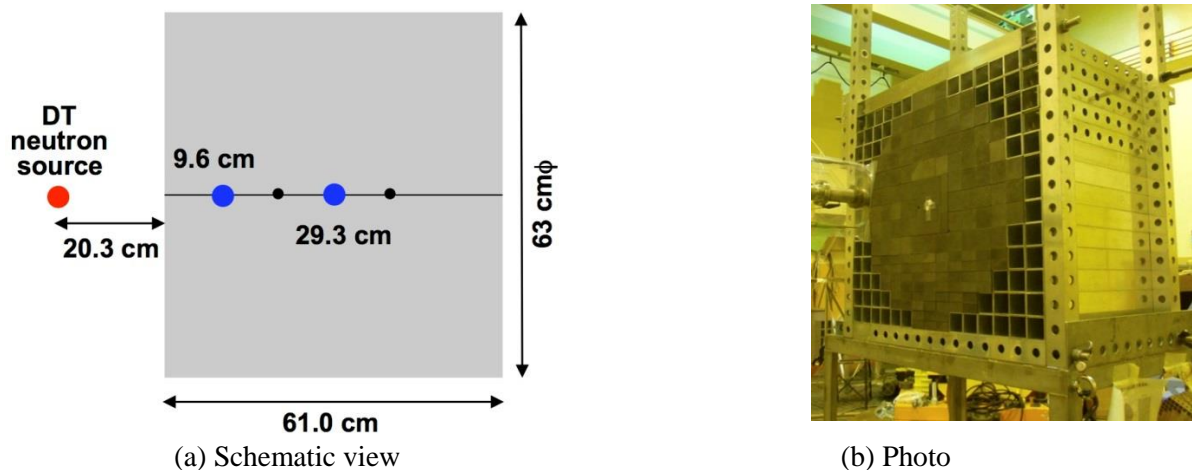 DT
neutron
source
9.6 cm
29.3 cm
20.3 cm
63 cmϕ
61.0 cm
(a) Schematic view
(b) Photo